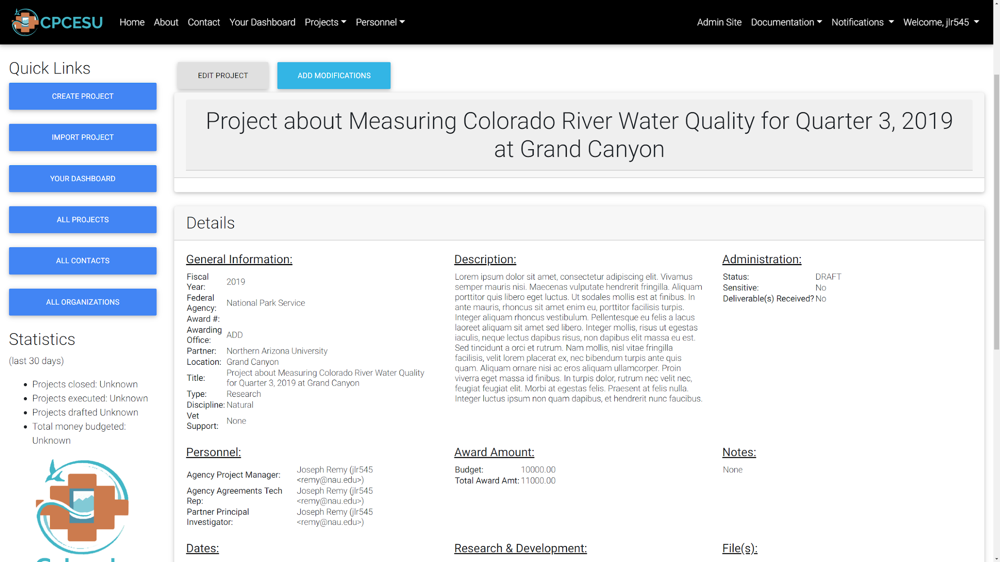 CPCESU Home About Contact Your Dashboard Projects Personnel Admin Site Documentation Notifications Welcome, jlr545
Quick Links
CREATE PROJECT
IMPORT PROJECT
YOUR DASHBOARD
ALL PROJECTS
ALL CONTACTS
ALL ORGANIZATIONS
Statistics
(last 30 days)
Projects closed: Unknown
Projects executed: Unknown
Projects drafted Unknown
Total money budgeted:
Unknown
EDIT PROJECT ADD MODIFICATIONS
Project about Measuring Colorado River Water Quality for Quarter 3, 2019
at Grand Canyon
Details
General Information:
Fiscal
Year: 2019
Federal
Agency: National Park Service
Award #:
Awarding
Office: ADD
Partner: Northern Arizona University
Location: Grand Canyon
Title: Project about Measuring Colorado River Water Quality
for Quarter 3, 2019 at Grand Canyon
Type: Research
Discipline: Natural
Vet
Support: None
Description:
Lorem ipsum dolor sit amet, consectetur adipiscing elit. Vivamus
semper mauris nisi. Maecenas vulputate hendrerit fringilla. Aliquam
porttitor quis libero eget luctus. Ut sodales mollis est at finibus. In
ante mauris, rhoncus sit amet enim eu, porttitor facilisis turpis.
Integer aliquam rhoncus vestibulum. Pellentesque eu felis a lacus
laoreet aliquam sit amet sed libero. Integer mollis, risus ut egestas
iaculis, neque lectus dapibus risus, non dapibus elit massa eu est.
Sed tincidunt a orci et rutrum. Nam mollis, nisl vitae fringilla
facilisis, velit lorem placerat ex, nec bibendum turpis ante quis
quam. Aliquam ornare nisi ac eros aliquam ullamcorper. Proin
viverra eget massa id finibus. In turpis dolor, rutrum nec velit nec,
feugiat feugiat elit. Morbi at egestas felis. Praesent at felis nulla.
Integer luctus ipsum non quam dapibus, et hendrerit nunc faucibus.
Administration:
Status: DRAFT
Sensitive: No
Deliverable(s) Received? No
Personnel:
Agency Project Manager: Joseph Remy (jlr545
<remy@nau.edu>)
Agency Agreements Tech
Rep: Joseph Remy (jlr545
<remy@nau.edu>)
Partner Principal
Investigator: Joseph Remy (jlr545
<remy@nau.edu>)
Award Amount:
Budget: 10000.00
Total Award Amt: 11000.00
Notes:
None
Dates:
Research & Development:
File(s):